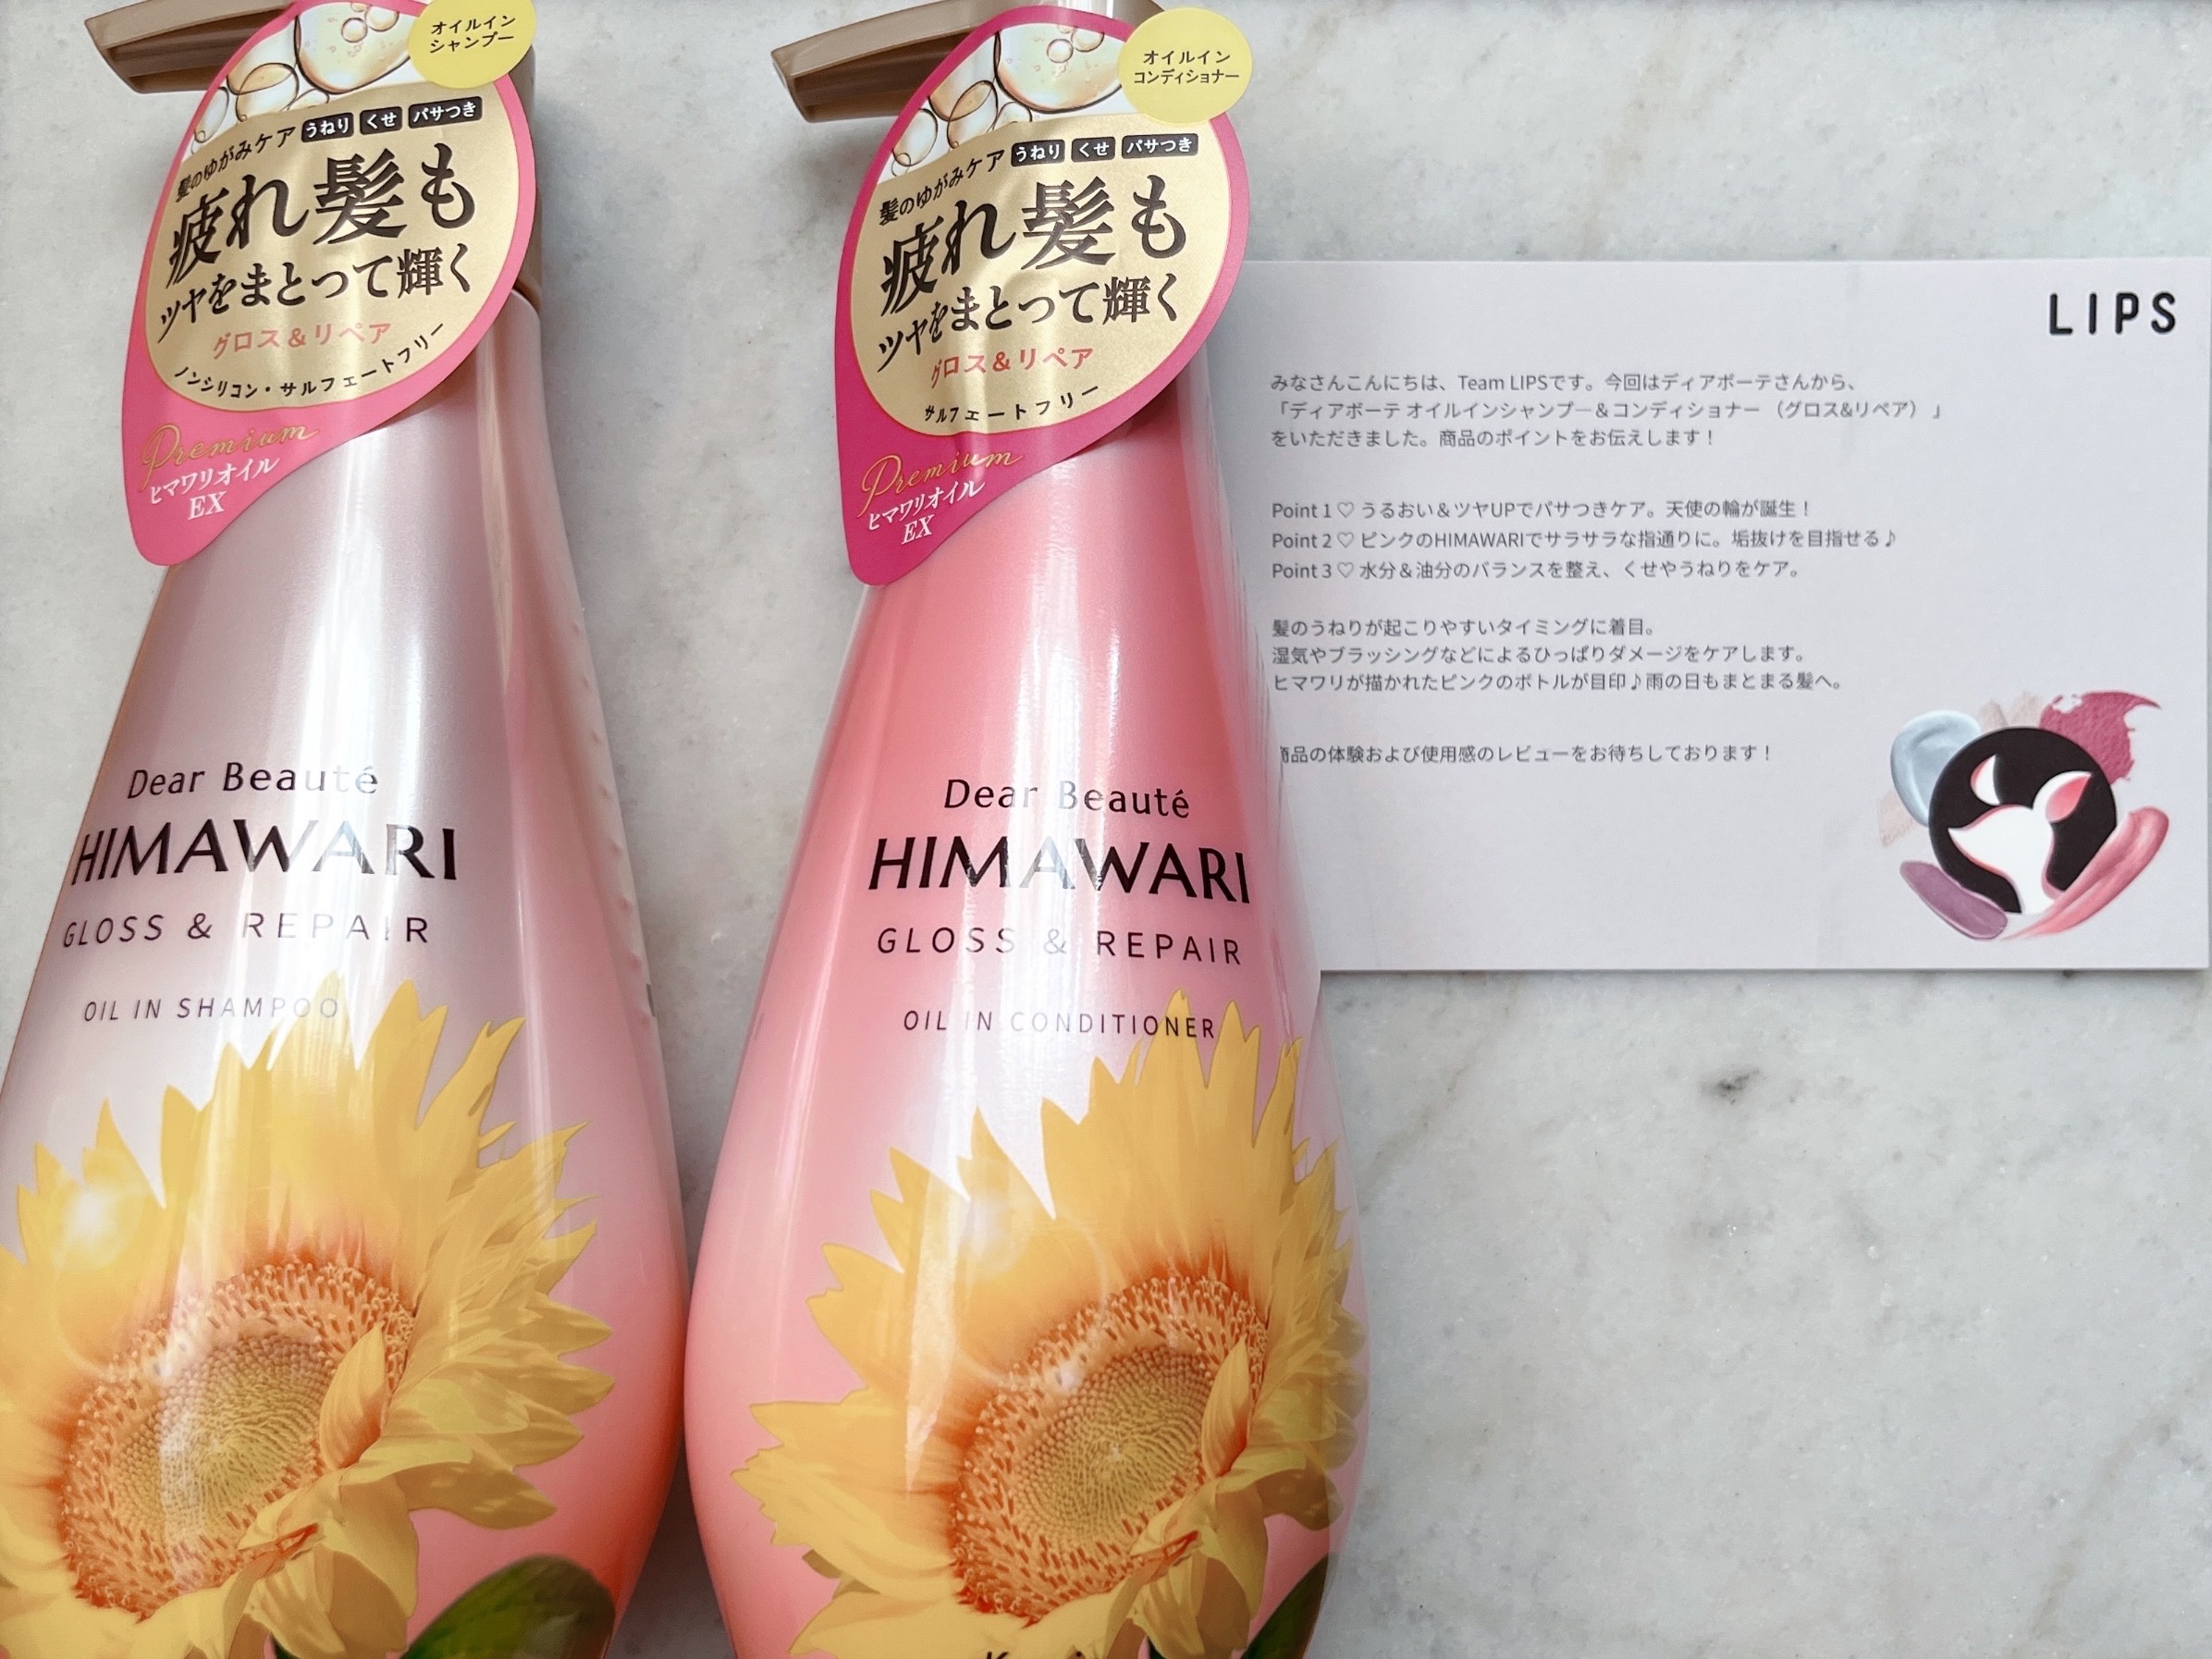 オイルイン
シャンプー
髪のゆがみケア うねり くせ パサつき
疲れ髪も
ツヤをまとって輝く
グロス&リペア
ノンシリコン・サルフェートフリー
Premium
ヒマワリオイル
EX
Dear Beauté
HIMAWARI
GLOSS & REPAIR
OIL IN SHAMPOO
オイルイン
コンディショナー
髪のゆがみケア うねり くせ パサつき
疲れ髪も
ツヤをまとって輝く
グロス&リペア
サルフェートフリー
Premium
ヒマワリオイル
EX
Dear Beauté
HIMAWARI
GLOSS & REPAIR
OIL IN CONDITIONER
LIPS
みなさんこんにちは、Team LIPSです。今回はディアボーテさんから、
「ディアボーテ オイルインシャンプー＆コンディショナー （グロス&リペア） 」
をいただきました。商品のポイントをお伝えします！
Point 1 ♡ うるおい＆ツヤUPでパサつきケア。天使の輪が誕生！
Point 2 ♡ ピンクのHIMAWARIでサラサラな指通りに。垢抜けを目指せる♪
Point 3 ♡ 水分＆油分のバランスを整え、くせやうねりをケア。
髪のうねりが起こりやすいタイミングに着目。
湿気やブラッシングなどによるひっぱりダメージをケアします。
ヒマワリが描かれたピンクのボトルが目印♪雨の日もまとまる髪へ。
商品の体験および使用感のレビューをお待ちしております！